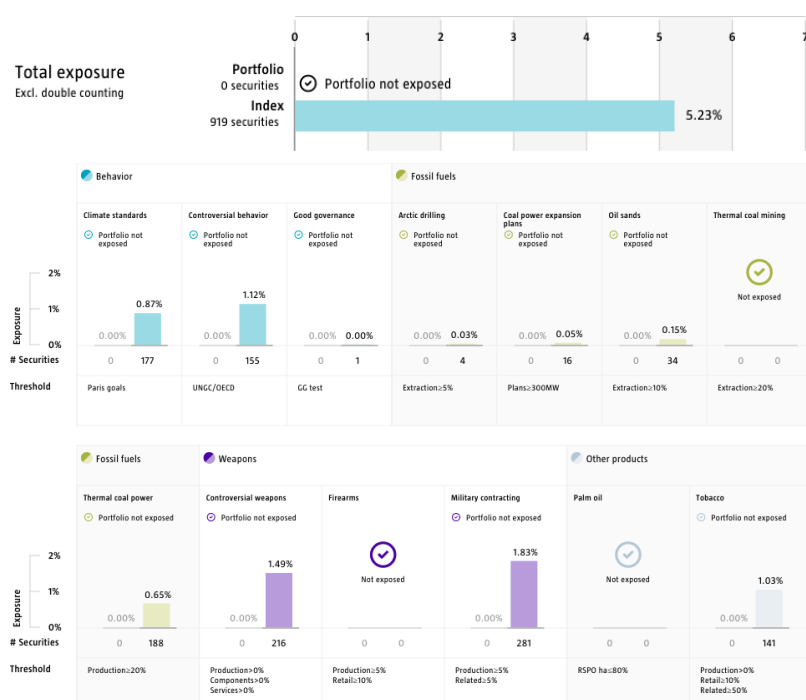 0 1 2 3 4 5 6 7
Total exposure
Excl. double counting
Portfolio
0 securities
Portfolio not exposed
Index
919 securities
5.23%
Behavior
Fossil fuels
Climate standards
Controversial behavior
Good governance
Arctic drilling
Coal power expansion
plans
Oil sands
Thermal coal mining
Portfolio not
exposed
Portfolio not
exposed
Portfolio not
exposed
Portfolio not
exposed
Portfolio not
exposed
Portfolio not
exposed
Not exposed
Exposure
2%
1%
0%
0.00% 0.87%
0.00% 1.12%
0.00% 0.00%
0.00% 0.03%
0.00% 0.05%
0.00% 0.15%
# Securities 0 177 0 155 0 1 0 4 0 16 0 34 0 0
Threshold Paris goals UNGC/OECD GG test Extraction≥5% Plans≥300MW Extraction≥10% Extraction≥20%
Fossil fuels
Weapons
Other products
Thermal coal power
Controversial weapons
Firearms
Military contracting
Palm oil
Tobacco
Portfolio not exposed
Portfolio not exposed
Not exposed
Portfolio not exposed
Not exposed
Portfolio not exposed
Exposure
2%
1%
0%
0.00% 0.65%
0.00% 1.49%
0.00% 1.83%
0.00% 1.03%
# Securities 0 188 0 216 0 0 0 281 0 0 0 141
Threshold
Production≥20%
Production>0%
Components>0%
Services>0%
Production≥5%
Retail≥10%
Production≥5%
Related≥5%
RSPO ha≤80%
Production>0%
Retail≥10%
Related≥50%